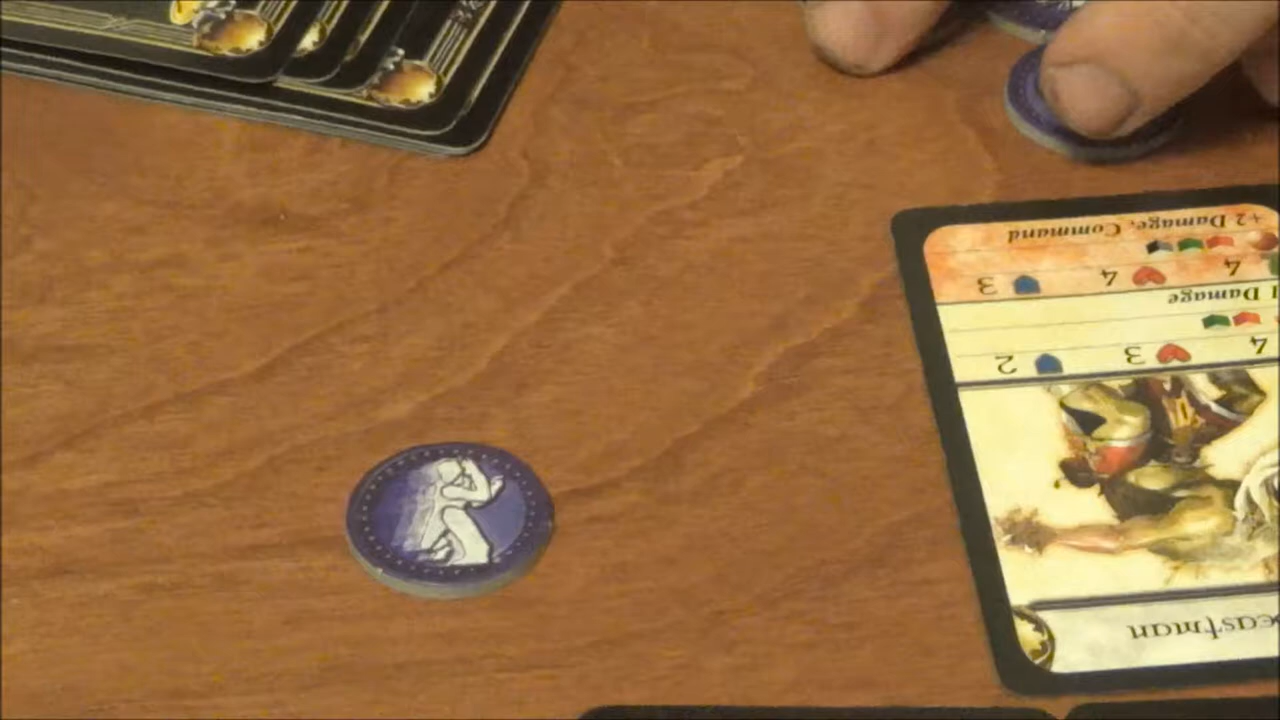 eastman
4 3 2
1 Damage
4 4 3
+2 Damage, Command